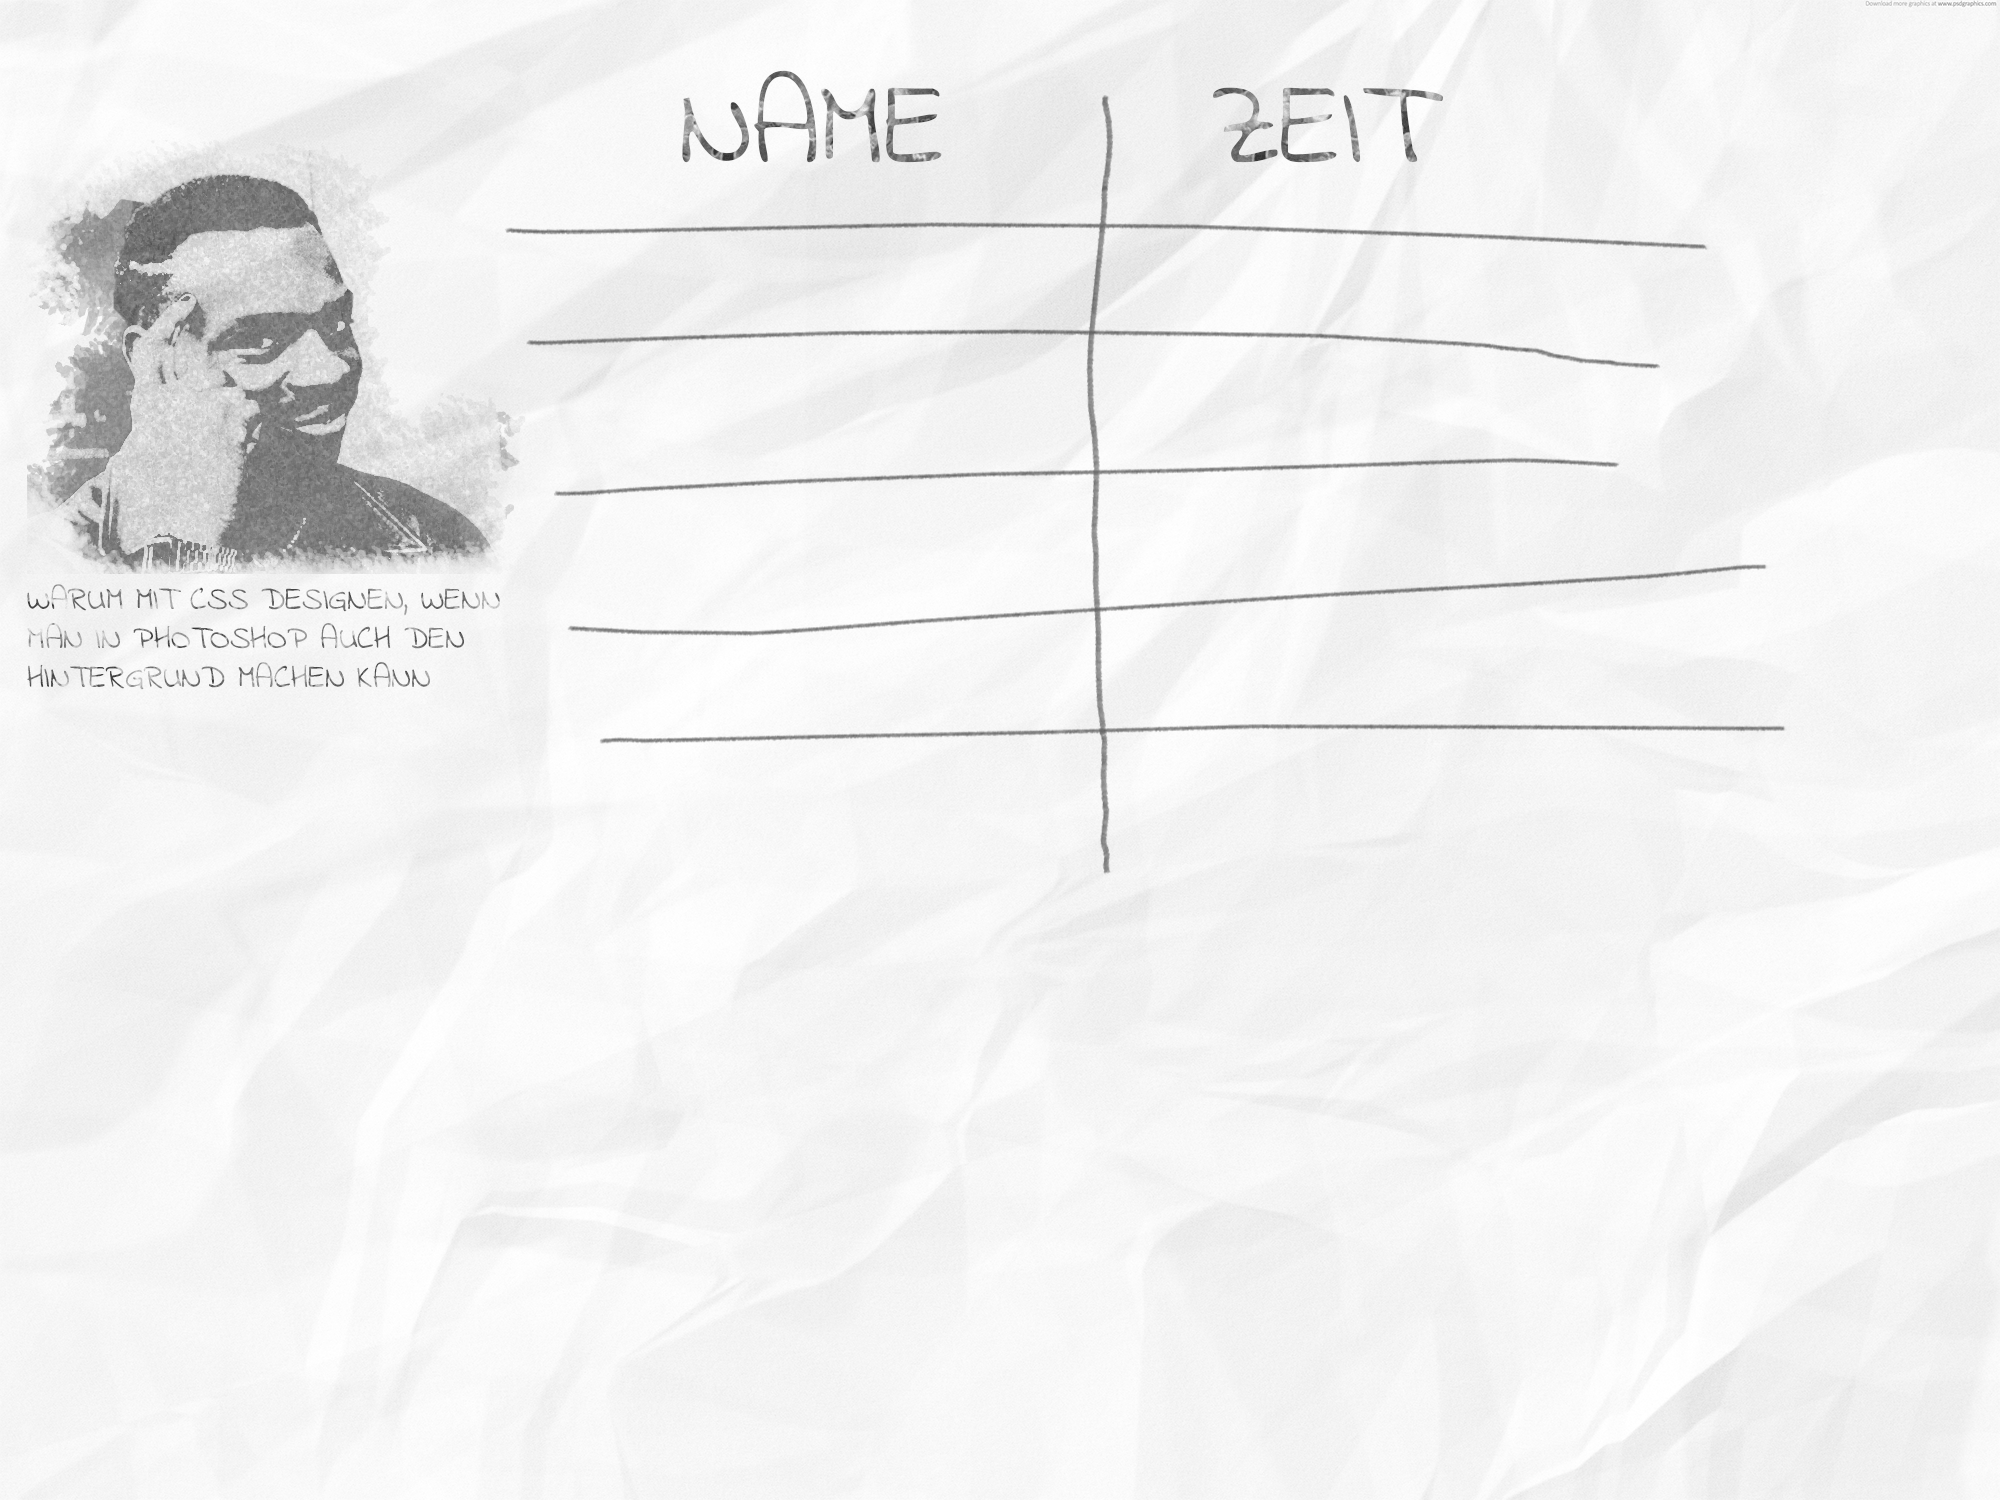 Download more graphics at www.psdgraphics.com
NAME ZEIT
WARUM MIT CSS DESIGNEN, WENN
MAN IN PHOTOSHOP AUCH DEN
HINTERGRUND MACHEN KANN